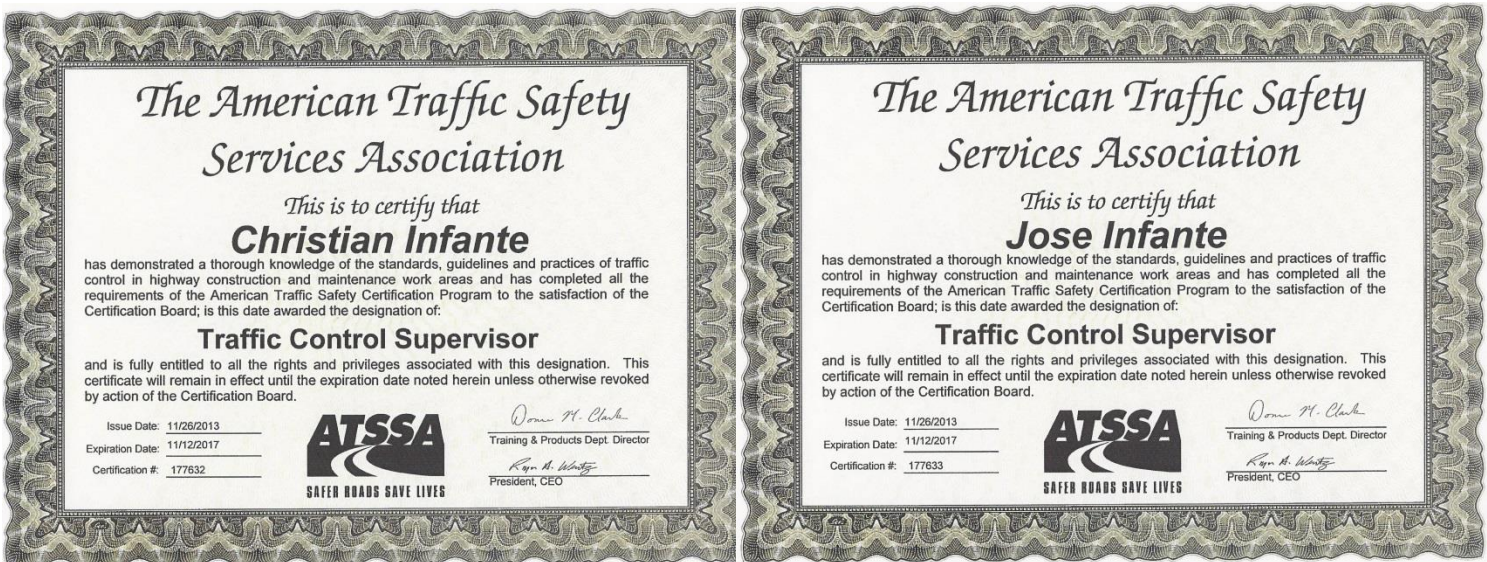 The American Traffic Safety
Services Association
This is to certify that
Christian Infante
has demonstrated a thorough knowledge of the standards, guidelines and practices of traffic
control in highway construction and maintenance work areas and has completed all the
requirements of the American Traffic Safety Certification Program to the satisfaction of the
Certification Board; is this date awarded the designation of:
Traffic Control Supervisor
and is fully entitled to all the rights and privileges associated with this designation. This
certificate will remain in effect until the expiration date noted herein unless otherwise revoked
by action of the Certification Board.
Issue Date: 11/26/2013
Expiration Date: 11/12/2017
Certification #: 177632
ATSSA
SAFER ROADS SAVE LIVES
Donna M. Clark
Training & Products Dept. Director
Roger A. Wentz
President, CEO
The American Traffic Safety
Services Association
This is to certify that
Jose Infante
has demonstrated a thorough knowledge of the standards, guidelines and practices of traffic
control in highway construction and maintenance work areas and has completed all the
requirements of the American Traffic Safety Certification Program to the satisfaction of the
Certification Board; is this date awarded the designation of:
Traffic Control Supervisor
and is fully entitled to all the rights and privileges associated with this designation. This
certificate will remain in effect until the expiration date noted herein unless otherwise revoked
by action of the Certification Board.
Issue Date: 11/26/2013
Expiration Date: 11/12/2017
Certification #: 177633
ATSSA
SAFER ROADS SAVE LIVES
Donna M. Clark
Training & Products Dept. Director
Roger A. Wentz
President, CEO